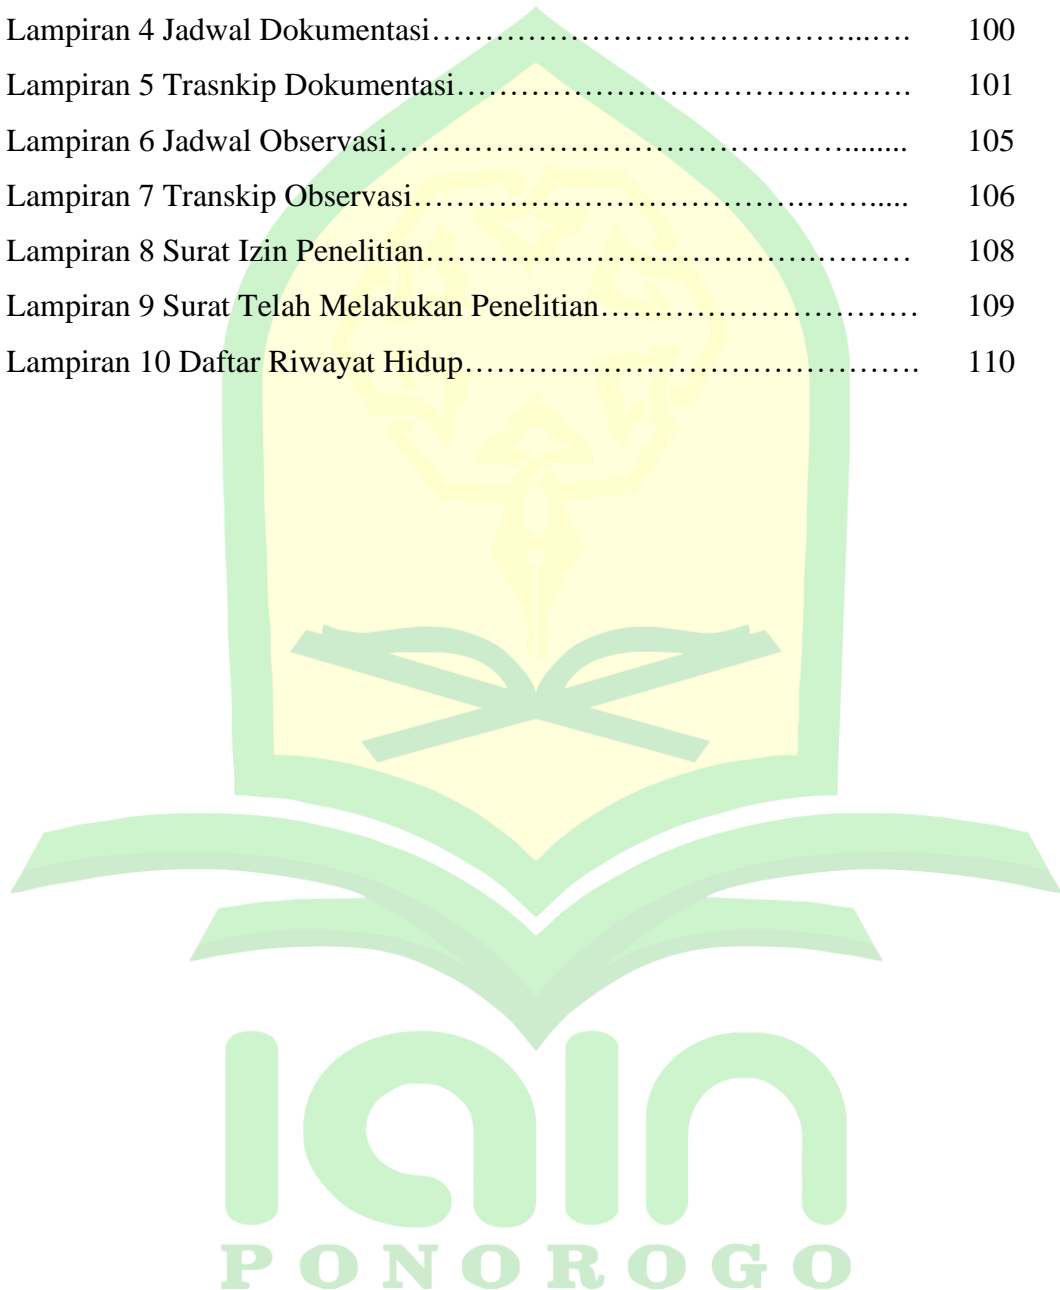 Lampiran 4 Jadwal Dokumentasi…………………………………...…. 100
Lampiran 5 Trasnkip Dokumentasi……………………………………. 101
Lampiran 6 Jadwal Observasi……………………………….……........ 105
Lampiran 7 Transkip Observasi……………………………….……..... 106
Lampiran 8 Surat Izin Penelitian……………………………….……… 108
Lampiran 9 Surat Telah Melakukan Penelitian………………………… 109
Lampiran 10 Daftar Riwayat Hidup……………………………………. 110
iain
PONOROGO